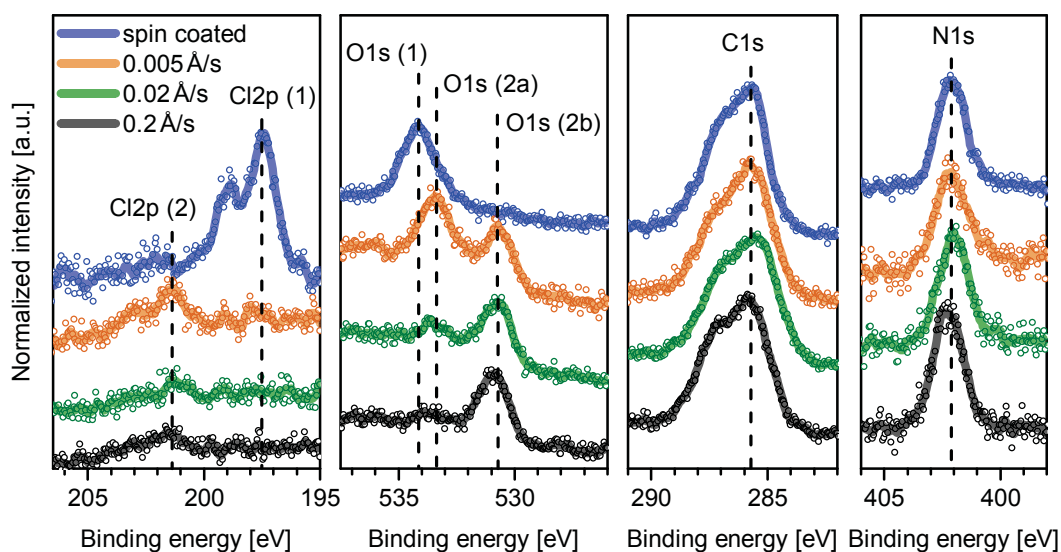 Normalized intensity [a.u.]
spin coated
0.005 Å/s
0.02 Å/s
0.2 Å/s
Cl2p (1)
Cl2p (2)
205 200 195
Binding energy [eV]
O1s (1)
O1s (2a)
O1s (2b)
535 530
Binding energy [eV]
C1s
290 285
Binding energy [eV]
N1s
405 400
Binding energy [eV]